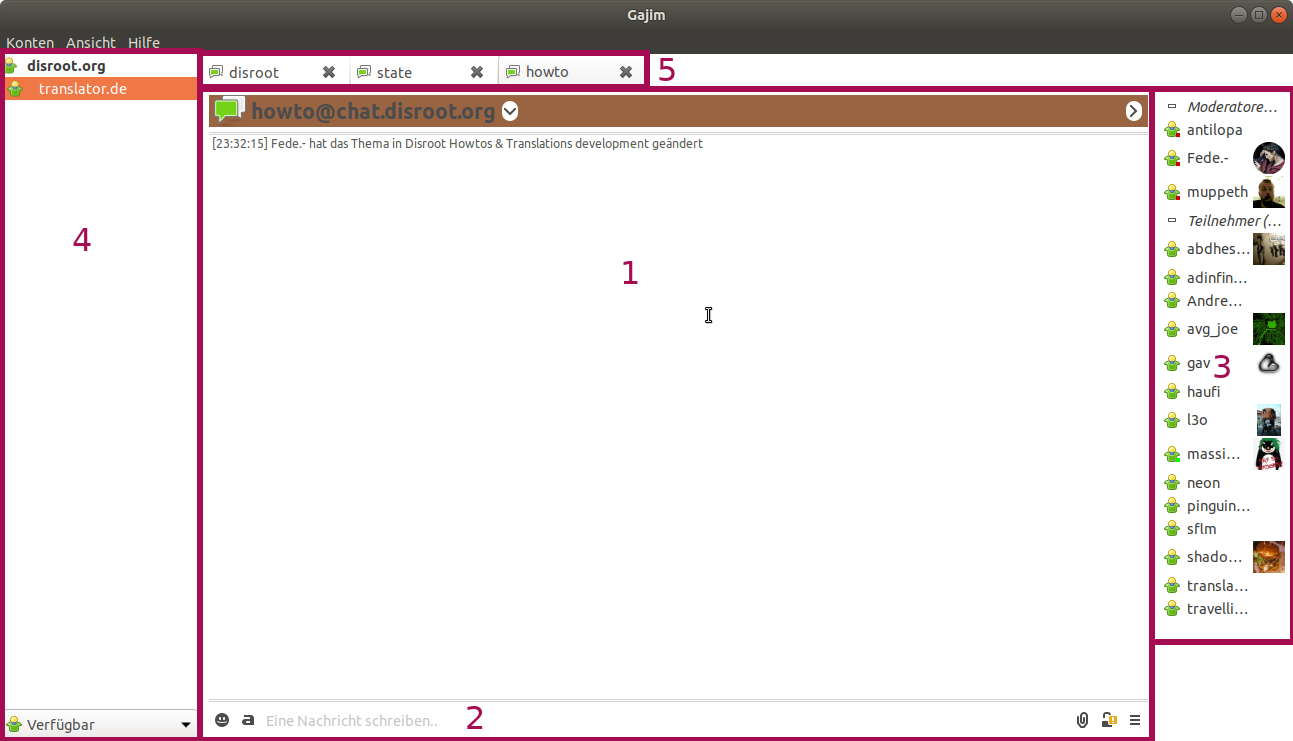 Gajim
Konten Ansicht Hilfe
disroot.org
translator.de
4
Verfügbar
disroot state howto
5
howto@chat.disroot.org
[23:32:15] Fede.- hat das Thema in Disroot Howtos & Translations development geändert
1
a Eine Nachricht schreiben..
2
Moderatore...
antilopa
Fede.-
muppeth
Teilnehmer (...
abdhes...
adinfin...
Andre...
avg_joe
gav
3
haufi
l3o
massi...
neon
pinguin...
sflm
shado...
transla...
travelli...